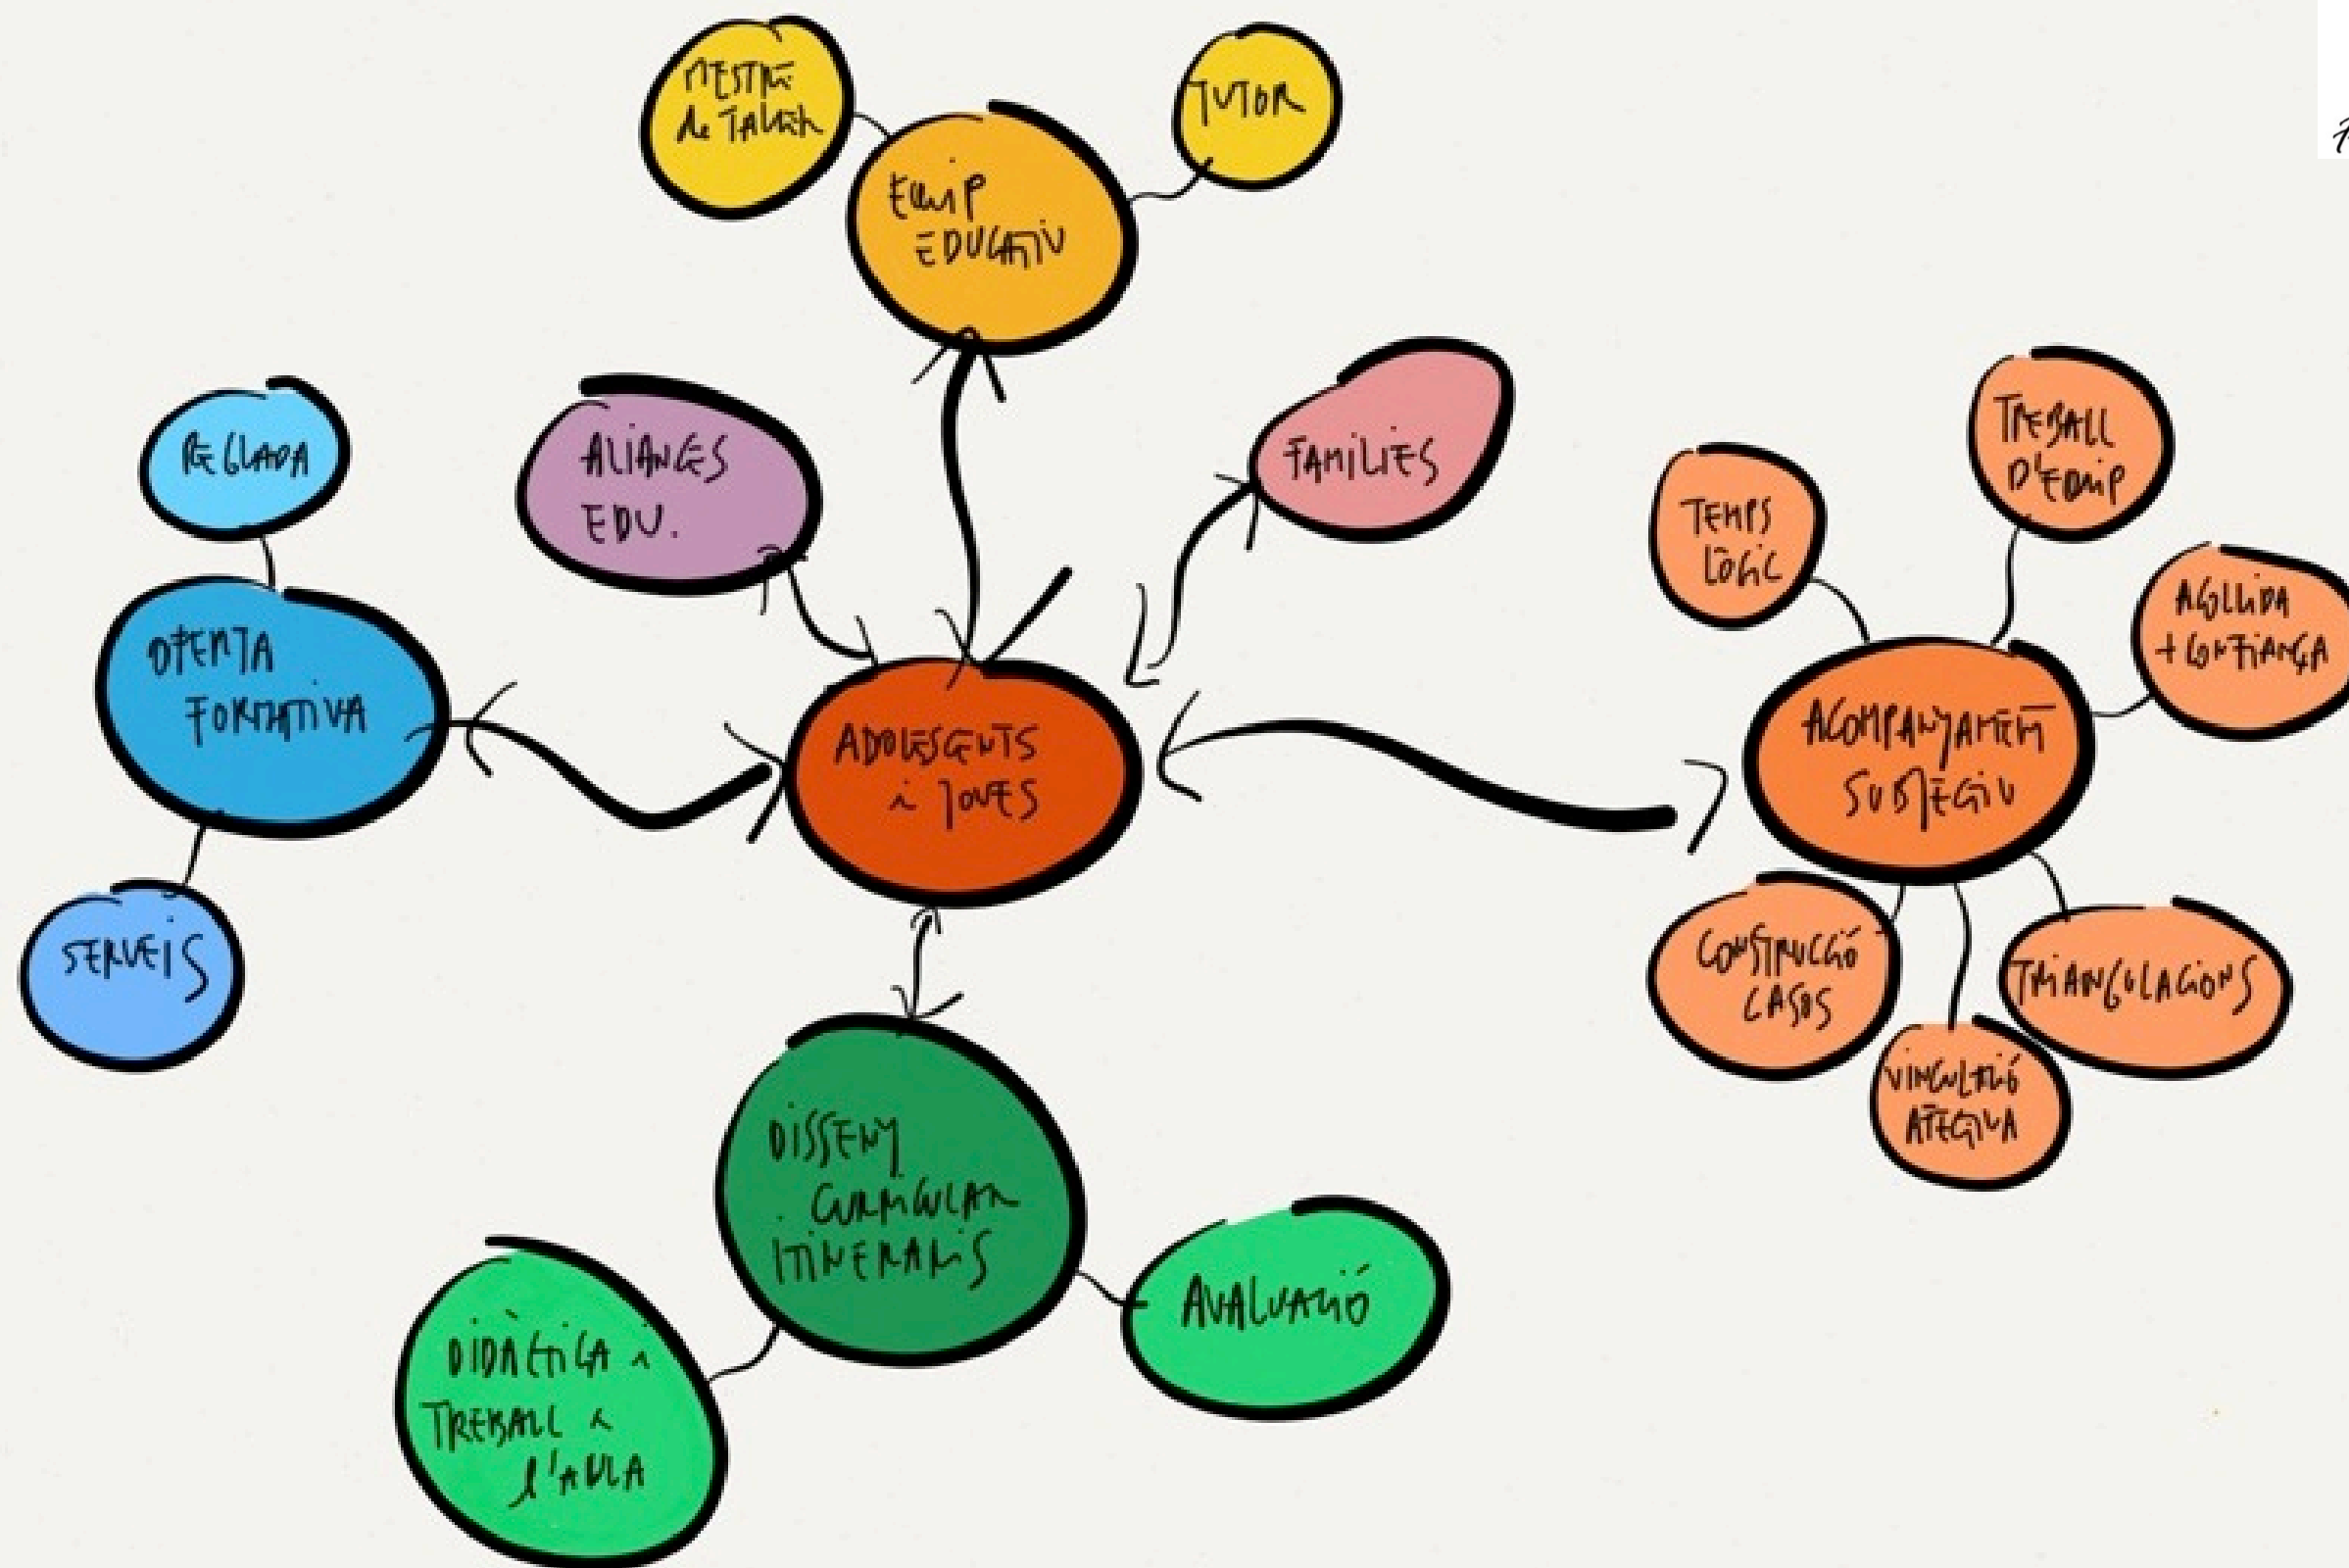 MESTRE
de TALLER
TUTOR
EQUIP
EDUCATIU
REGLADA
ALIANCES
EDU.
FAMÍLIES
TREBALL
D'EQUIP
TEMPS
LÒGIC
ACOLLIDA
+ CONFIANÇA
OFERTA
FORMATIVA
ADOLESCENTS
i JOVES
ACOMPANYAMENT
SUBJECTIU
SERVEIS
CONSTRUCCIÓ
CASOS
TRIANGULACIONS
VINCULACIÓ
AFECTIVA
DISSENY
CURRICULAR
ITINERARIS
AVALUACIÓ
DIDÀCTICA i
TREBALL a
l'AULA